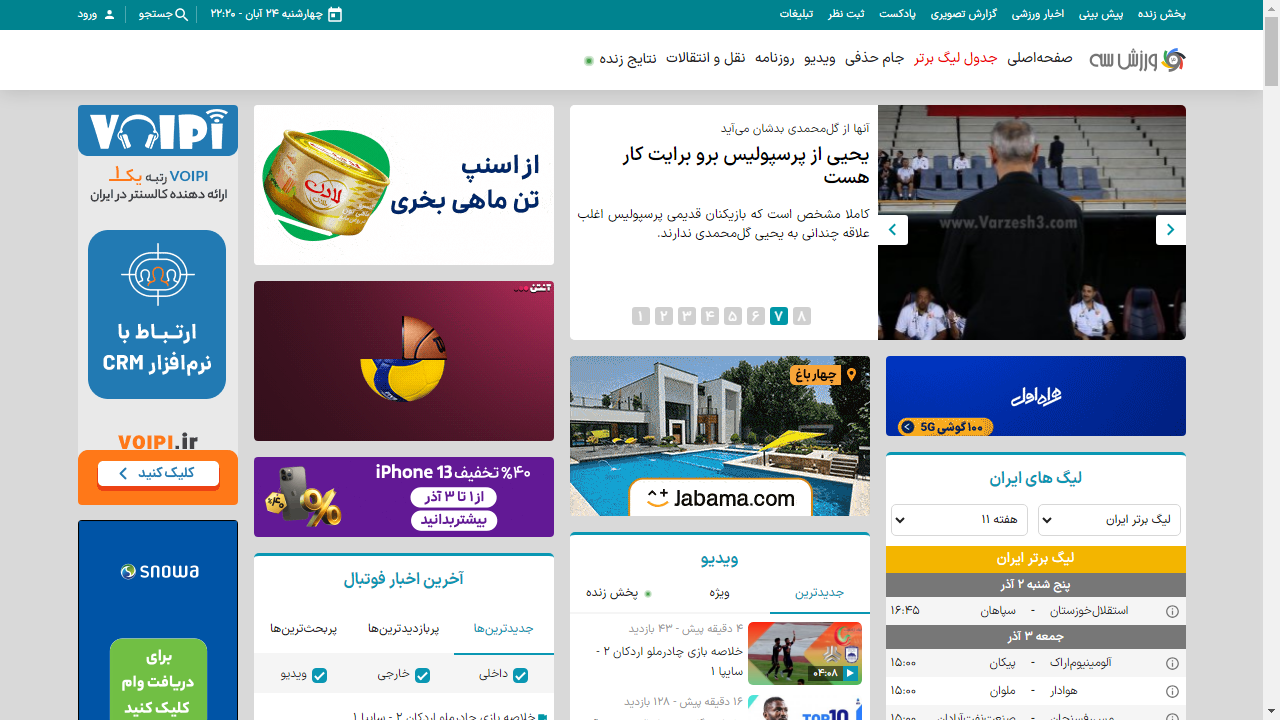 پخش زنده
پیش بینی
اخبار ورزشی
گزارش تصویری
پادکست
ثبت نظر
تبلیغات
چهارشنبه ۲۴ آبان - ۲۲:۲۰
جستجو
ورود
ورزش سه
صفحه‌اصلی
جدول لیگ برتر
جام حذفی
ویدیو
روزنامه
نقل و انتقالات
نتایج زنده
www.Varzesh3.com
آنها از گل‌محمدی بدشان می‌آید
یحیی از پرسپولیس برو برایت کار
هست
کاملا مشخص است که بازیکنان قدیمی پرسپولیس اغلب
علاقه چندانی به یحیی گل‌محمدی ندارند.
۸ ۷ ۶ ۵ ۴ ۳ ۲ ۱
همراه اول
۱۰۰ گوشی 5G
لیگ های ایران
لیگ برتر ایران
هفته ۱۱
لیگ برتر ایران
پنج شنبه ۲ آذر
استقلال‌خوزستان - سپاهان ۱۶:۴۵
جمعه ۳ آذر
آلومینیوم‌اراک - پیکان ۱۵:۰۰
هوادار - ملوان ۱۵:۰۰
مس‌رفسنجان - صنعت‌نفت‌آبادان ۱۵:۰۰
چهارباغ
Jabama.com
ویدیو
جدیدترین
ویژه
پخش زنده
۰۴:۰۸
۴ دقیقه پیش - ۴۳ بازدید
خلاصه بازی چادرملو اردکان ۲ -
سایپا ۱
TOP10
۱۶ دقیقه پیش - ۱۲۸ بازدید
از اسنپ
تن ماهی بخری
لادن
آنتن
۴۰% تخفیف iPhone 13
از ۱ تا ۳ آذر
بیشتر بدانید
%۴۰
آخرین اخبار فوتبال
جدیدترین‌ها
پربازدیدترین‌ها
پربحث‌ترین‌ها
داخلی
خارجی
ویدیو
خلاصه بازی چادرملو اردکان ۲ - سایپا ۱
VOIPI
VOIPI رتبه یک ۱
ارائه دهنده کالسنتر در ایران
ارتـبـاط با
نرم‌افزار CRM
VOIPI.ir
کلیک کنید
snowa
برای
دریافت وام
کلیک کنید